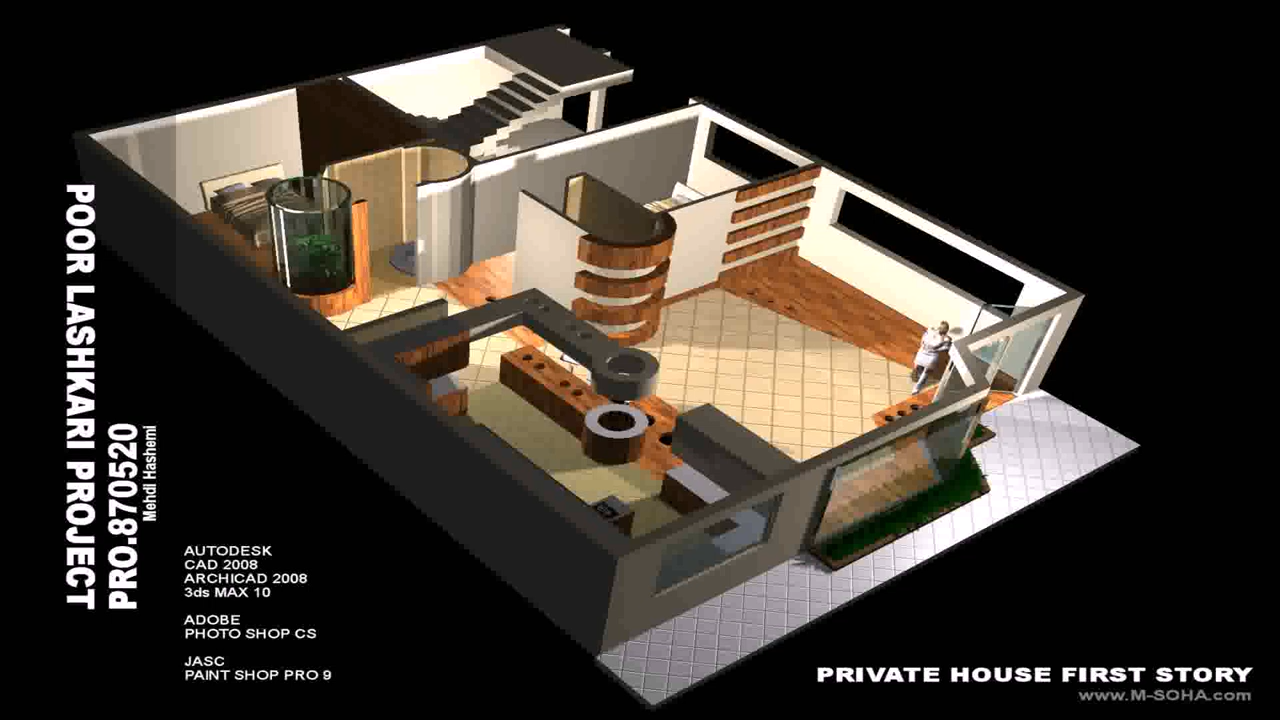 POOR LASHKARI PROJECT
PRO.870520
Mehdi Hashemi
AUTODESK
CAD 2008
ARCHICAD 2008
3ds MAX 10
ADOBE
PHOTO SHOP CS
JASC
PAINT SHOP PRO 9
PRIVATE HOUSE FIRST STORY
www.M-SOHA.com